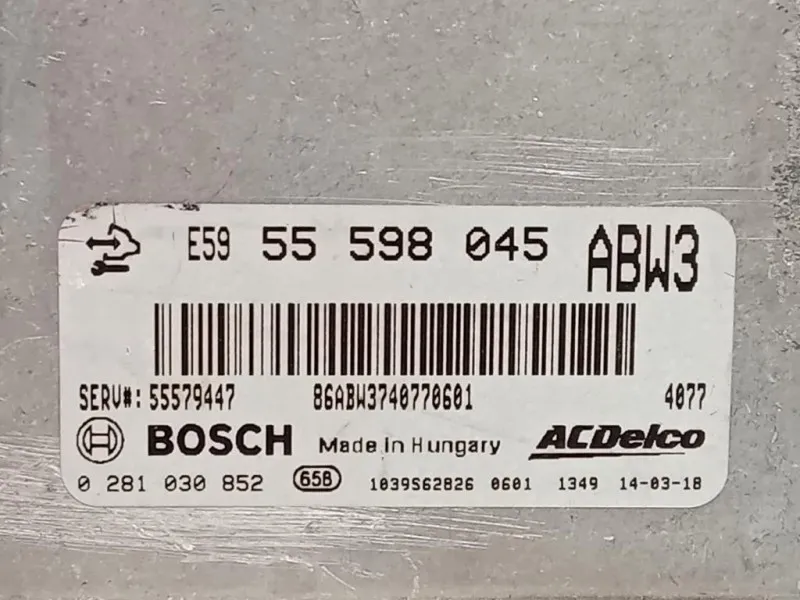 E59 55 598 045 ABW3
SERV#: 55579447 86ABW3740770601 4077
BOSCH Made in Hungary ACDelco
0 281 030 852 658 1039S62826 0601 1349 14-03-18